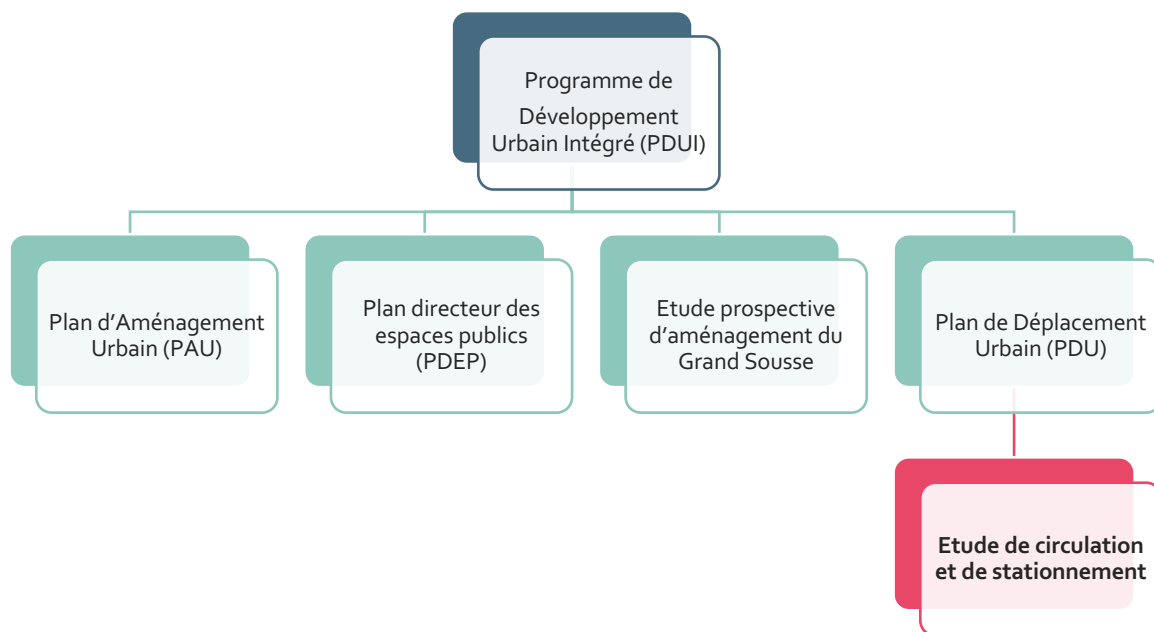 Programme de
Développement
Urbain Intégré (PDUI)
Plan d’Aménagement
Urbain (PAU)
Plan directeur des
espaces publics
(PDEP)
Etude prospective
d’aménagement du
Grand Sousse
Plan de Déplacement
Urbain (PDU)
Etude de circulation
et de stationnement